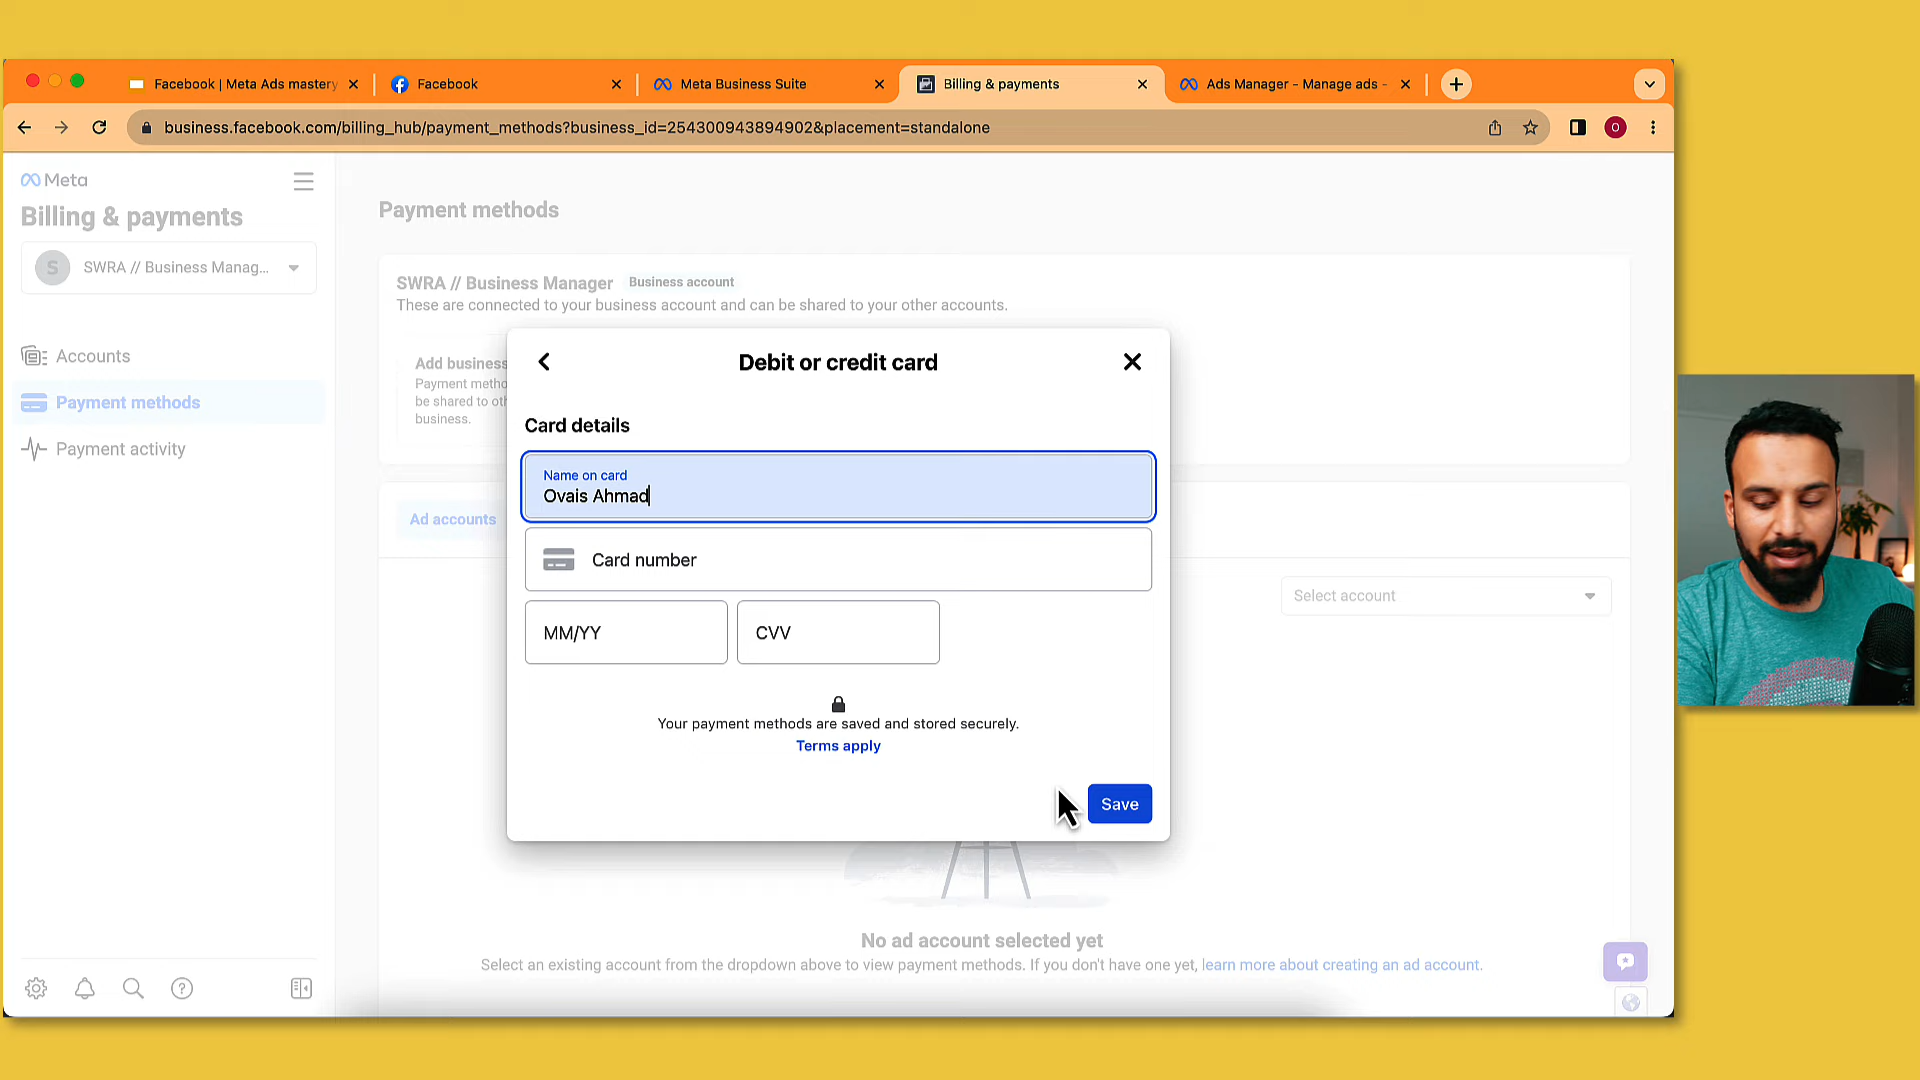 Facebook | Meta Ads mastery
Facebook
Meta Business Suite
Billing & payments
Ads Manager - Manage ads -
business.facebook.com/billing_hub/payment_methods?business_id=254300943894902&placement=standalone
O
Meta
Billing & payments
S
SWRA // Business Manag...
Accounts
Payment methods
Payment activity
Payment methods
SWRA // Business Manager
Business account
These are connected to your business account and can be shared to your other accounts.
Add business
Payment metho
be shared to oth
business.
Ad accounts
Select account
Debit or credit card
Card details
Name on card
Ovais Ahmad
Card number
MM/YY
CVV
Your payment methods are saved and stored securely.
Terms apply
Save
No ad account selected yet
Select an existing account from the dropdown above to view payment methods. If you don't have one yet, learn more about creating an ad account.